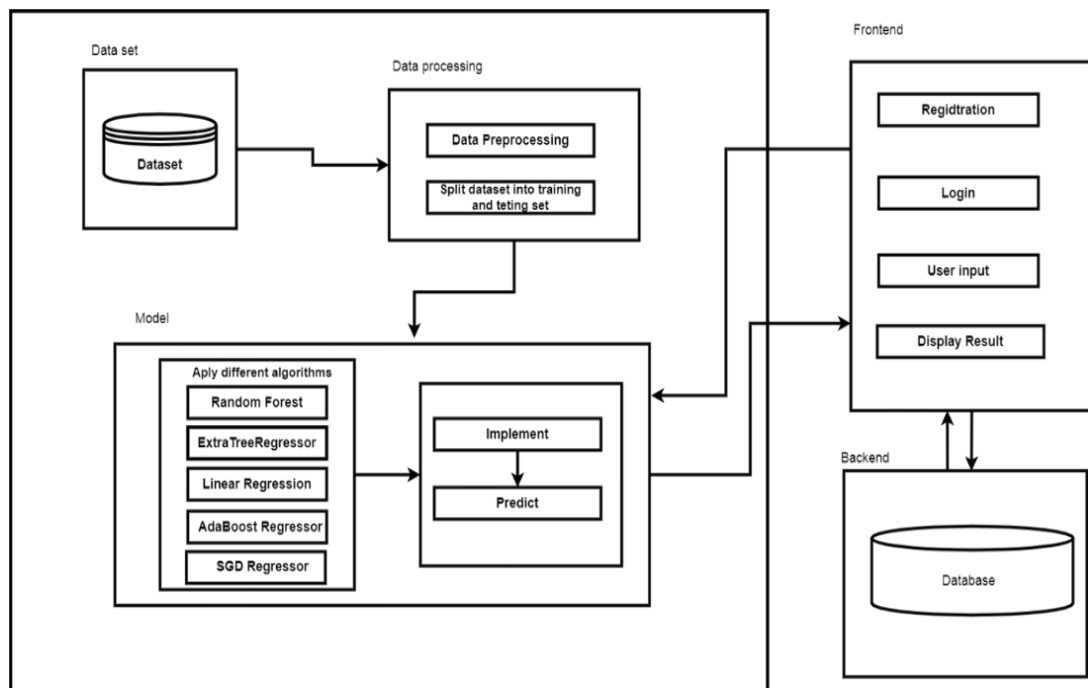 Data set
Dataset
Data processing
Data Preprocessing
Split dataset into training
and teting set
Model
Aply different algorithms
Random Forest
ExtraTreeRegressor
Linear Regression
AdaBoost Regressor
SGD Regressor
Implement
Predict
Frontend
Regidtration
Login
User input
Display Result
Backend
Database